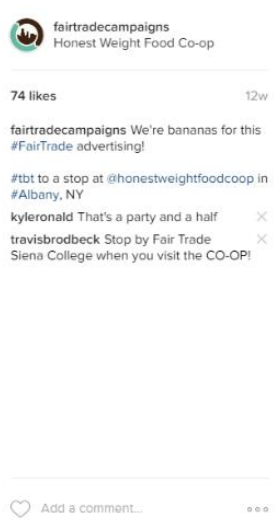 fairtradecampaigns
Honest Weight Food Co-op
74 likes 12w
fairtradecampaigns We're bananas for this
#FairTrade advertising!
#tbt to a stop at @honestweightfoodcoop in
#Albany, NY
kyleronald That's a party and a half
travisbrodbeck Stop by Fair Trade
Siena College when you visit the CO-OP!
Add a comment...